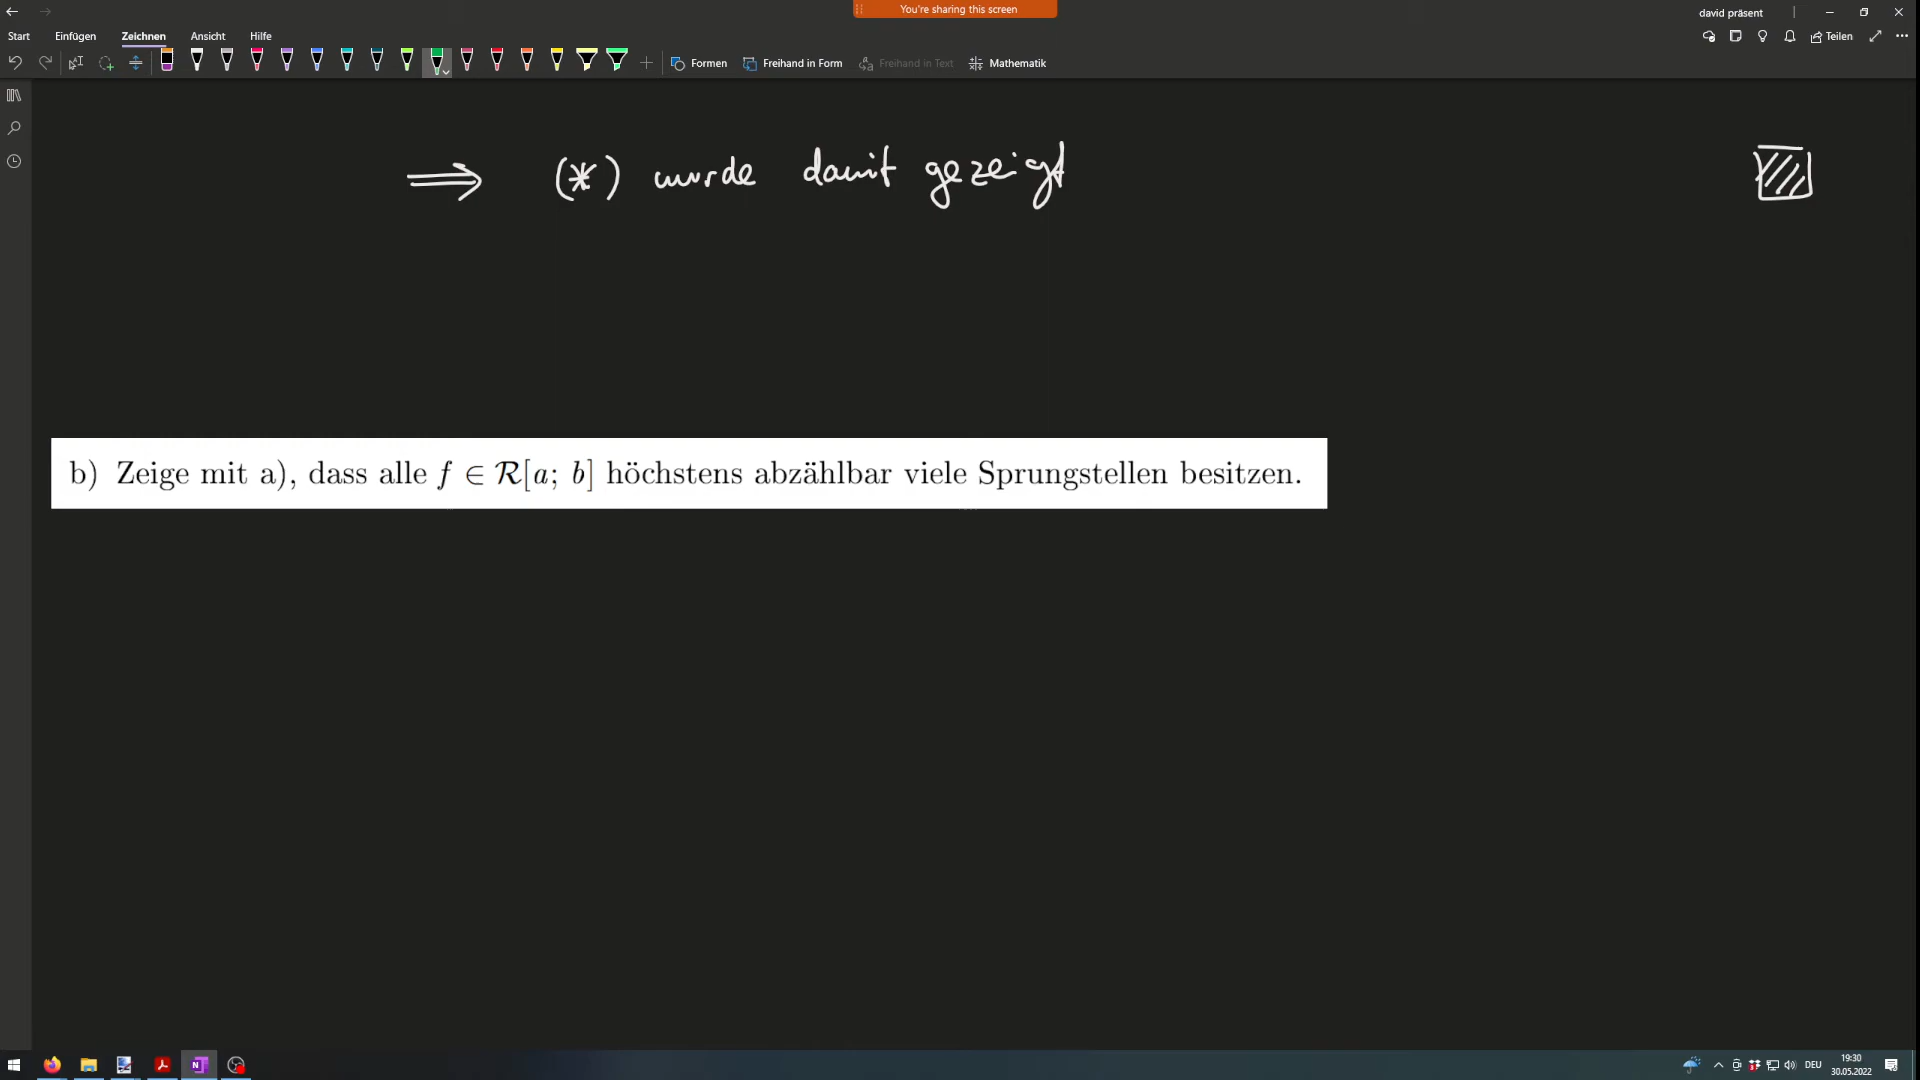 You're sharing this screen
david präsent
Start Einfügen Zeichnen Ansicht Hilfe
Teilen
Formen Freihand in Form Freihand in Text Mathematik
⟹ (*) wurde damit gezeigt
b) Zeige mit a), dass alle f ∈ R[a; b] höchstens abzählbar viele Sprungstellen besitzen.
DEU
19:30
30.05.2022